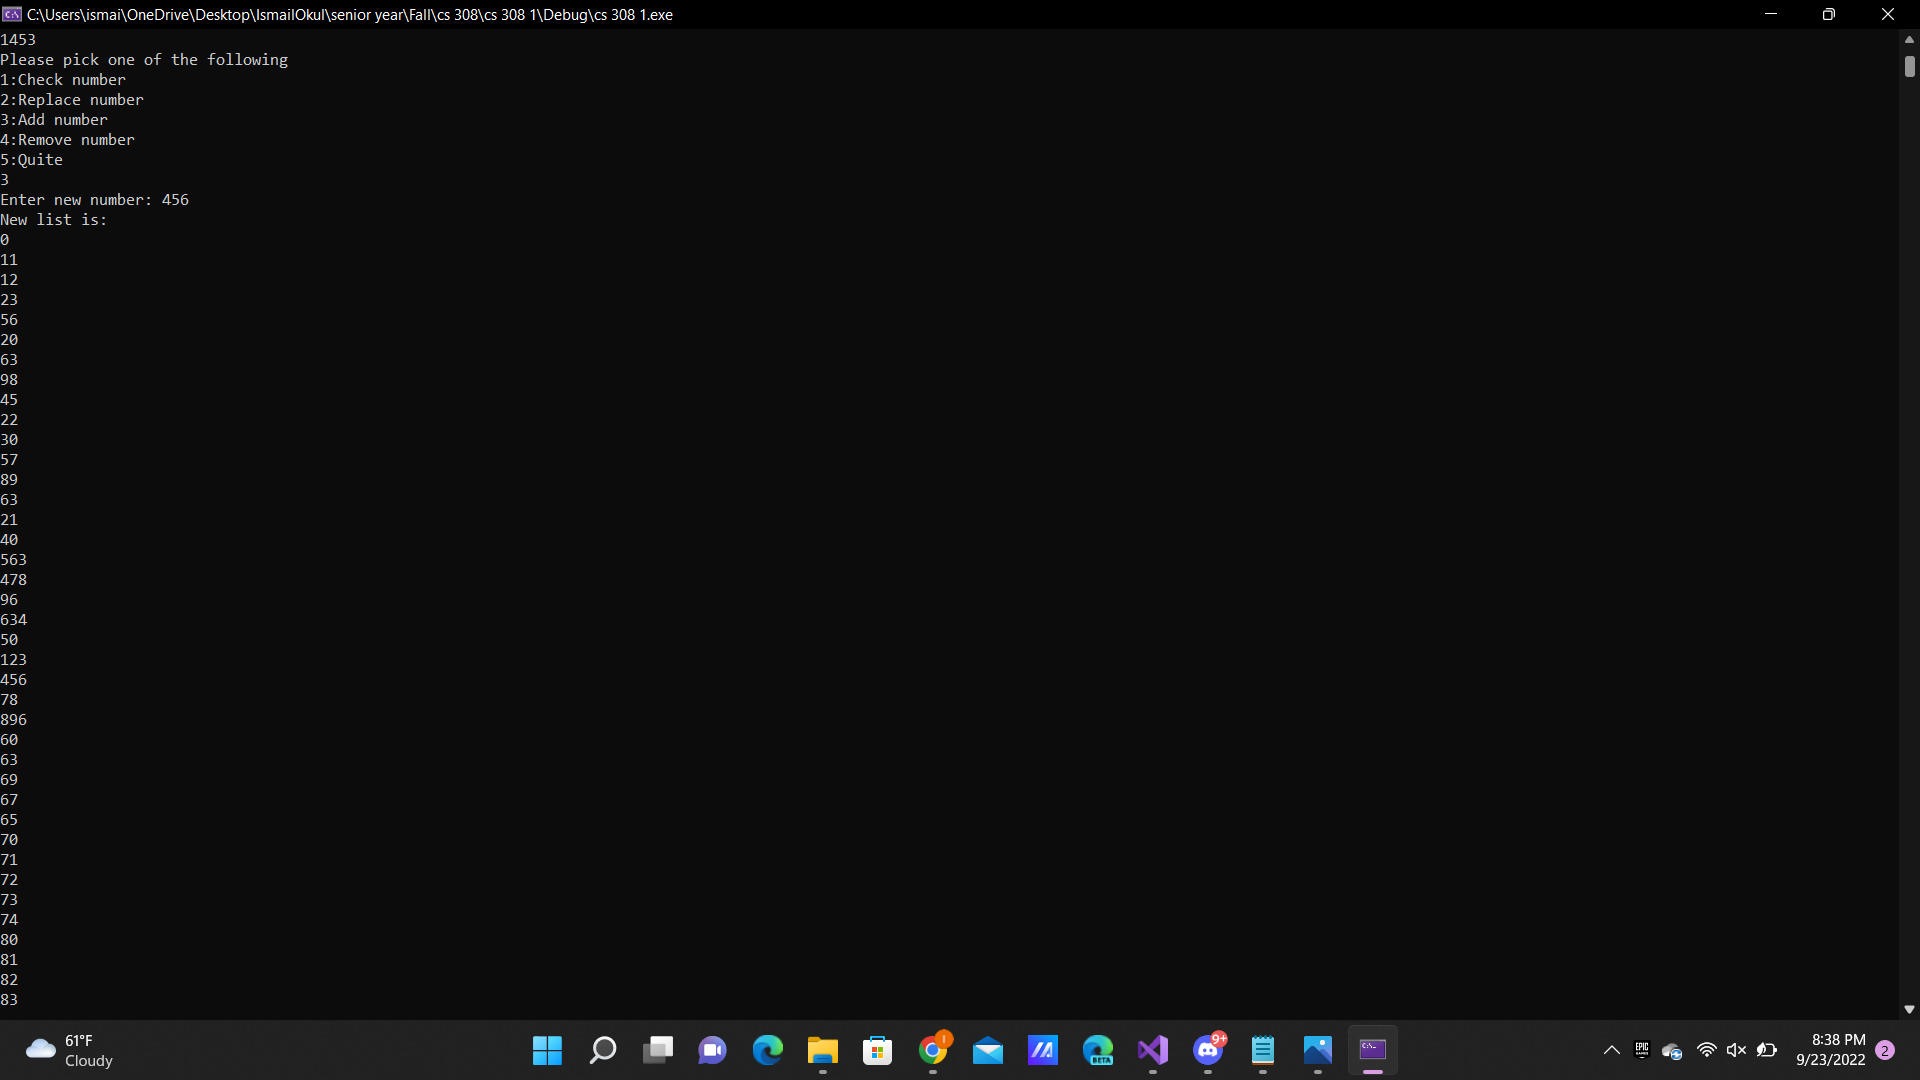 C:\Users\ismai\OneDrive\Desktop\IsmailOkul\senior year\Fall\cs 308\cs 308 1\Debug\cs 308 1.exe
1453
Please pick one of the following
1:Check number
2:Replace number
3:Add number
4:Remove number
5:Quite
3
Enter new number: 456
New list is:
0
11
12
23
56
20
63
98
45
22
30
57
89
63
21
40
563
478
96
634
50
123
456
78
896
60
63
69
67
65
70
71
72
73
74
80
81
82
83
61°F
Cloudy
BETA
9+
EPIC
GAMES
8:38 PM
9/23/2022
2